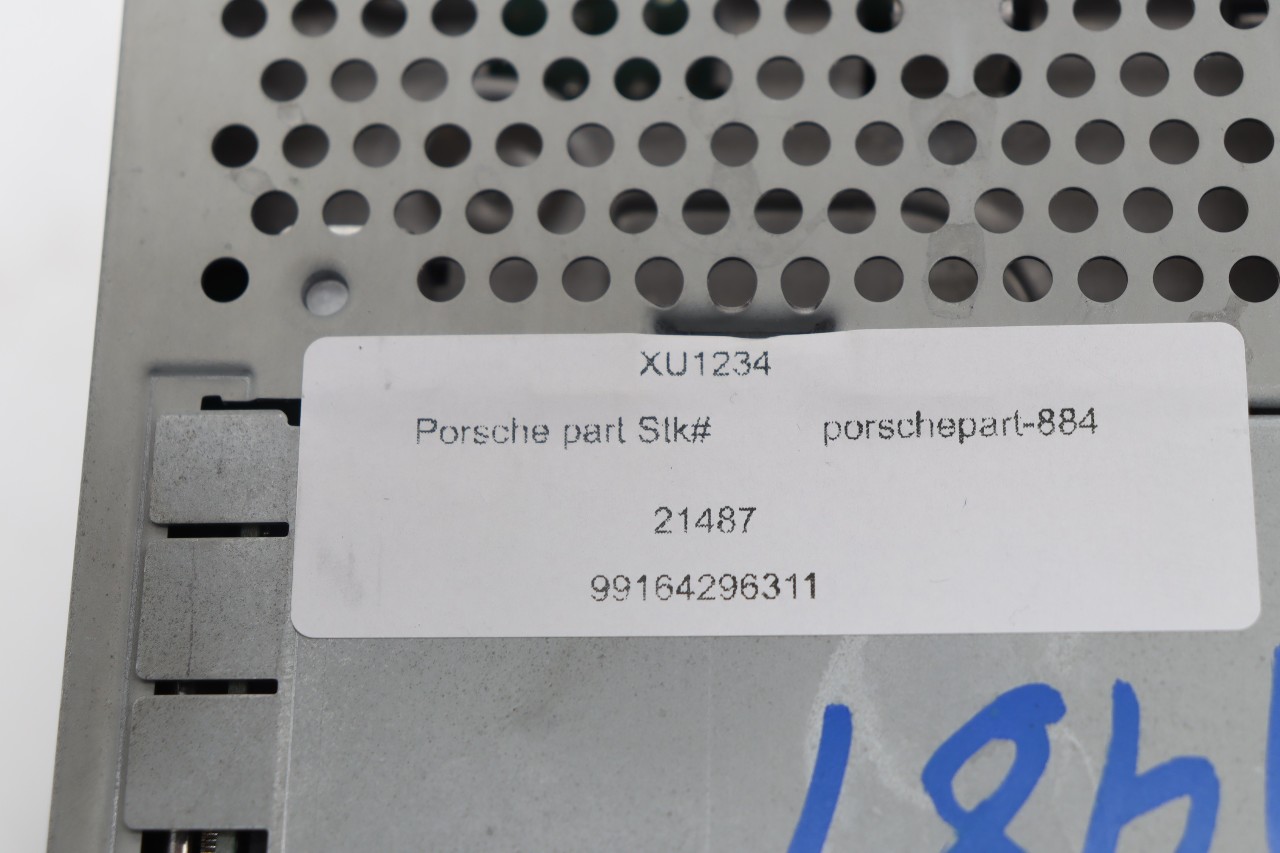 XU1234
Porsche part Stk# porschepart-884
21487
99164296311